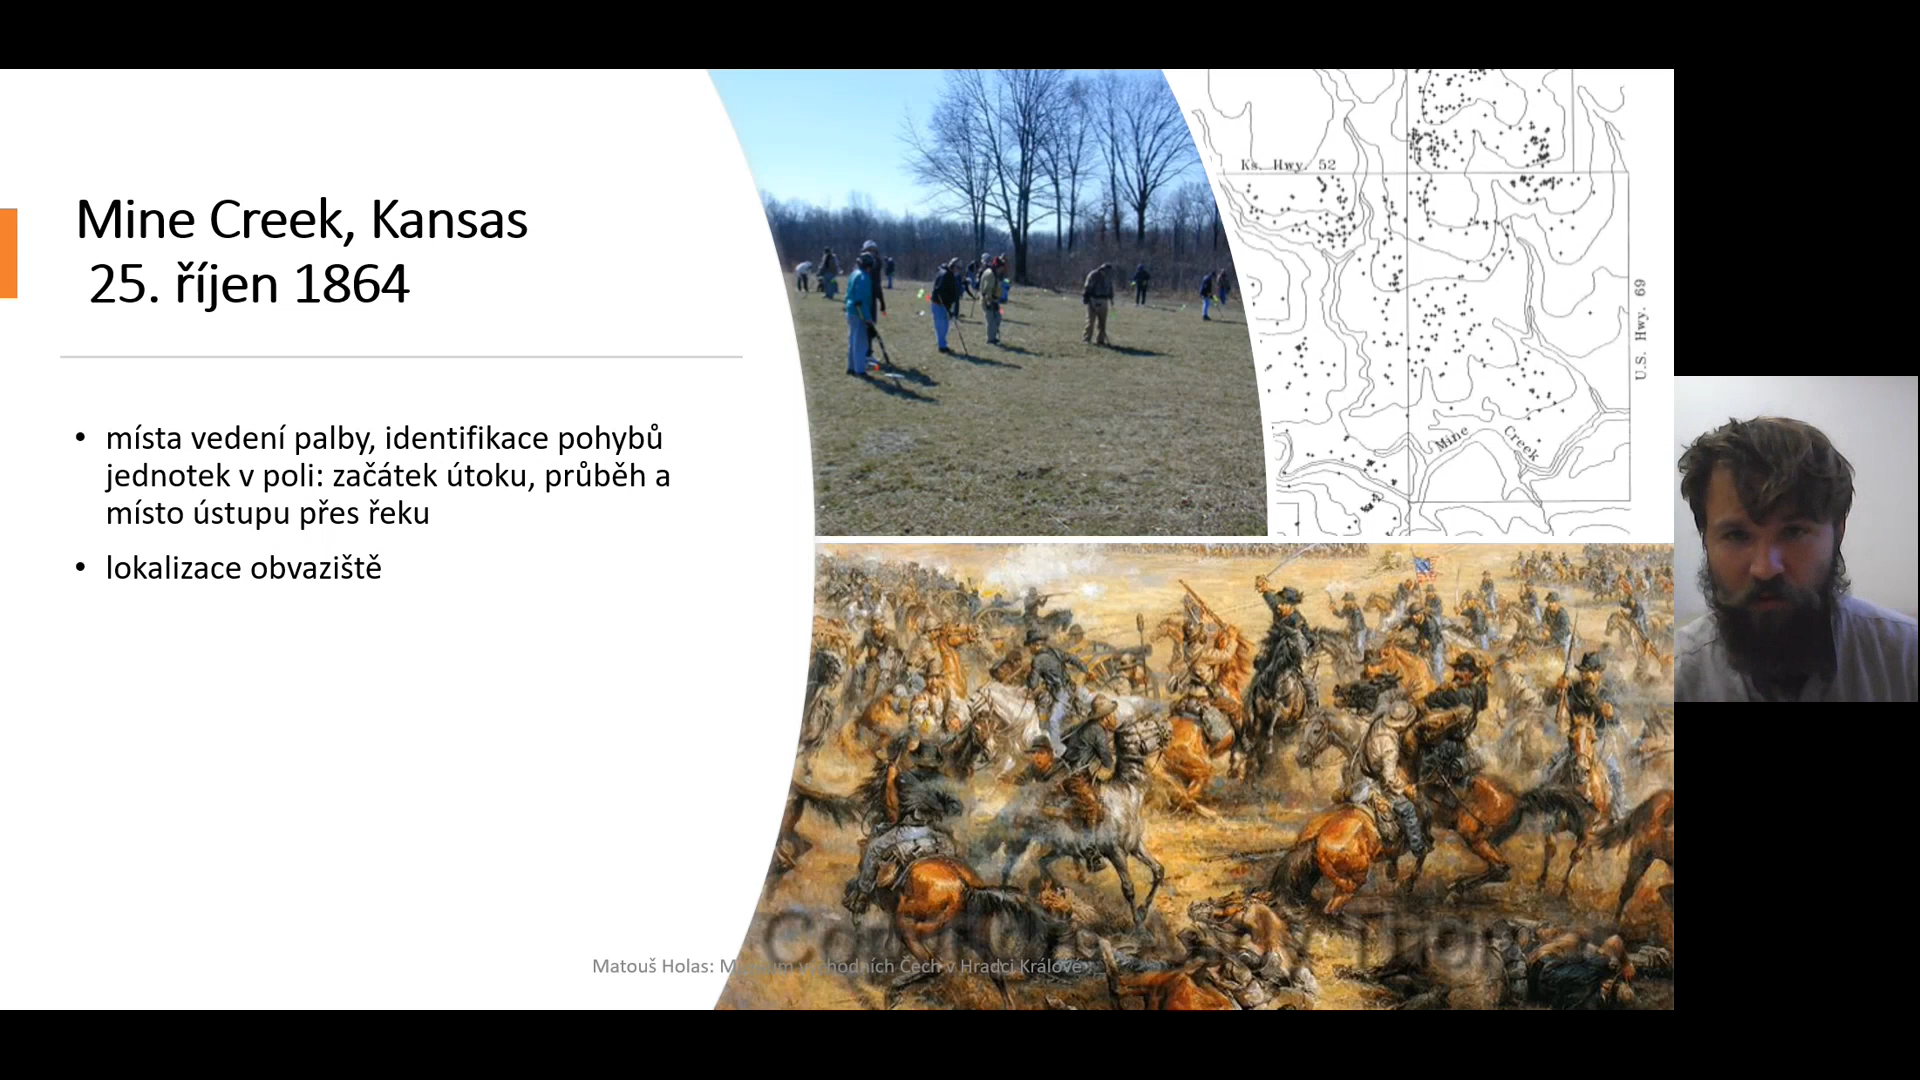 Mine Creek, Kansas
25. říjen 1864
• místa vedení palby, identifikace pohybů
jednotek v poli: začátek útoku, průběh a
místo ústupu přes řeku
• lokalizace obvaziště
Ks. Hwy. 52
U.S. Hwy. 69
Mine Creek
Matouš Holas: Muzeum východních Čech v Hradci Králové